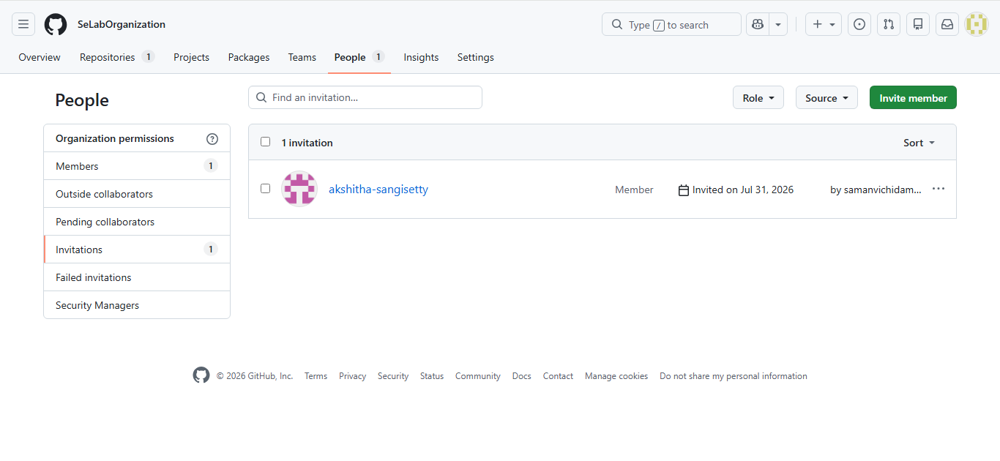 SeLabOrganization
Type / to search
Overview Repositories 1 Projects Packages Teams People 1 Insights Settings
People
Find an invitation...
Role Source Invite member
Organization permissions
Members 1
Outside collaborators
Pending collaborators
Invitations 1
Failed invitations
Security Managers
1 invitation Sort
akshitha-sangisetty Member Invited on Jul 31, 2026 by samanvichidam...
© 2026 GitHub, Inc. Terms Privacy Security Status Community Docs Contact Manage cookies Do not share my personal information